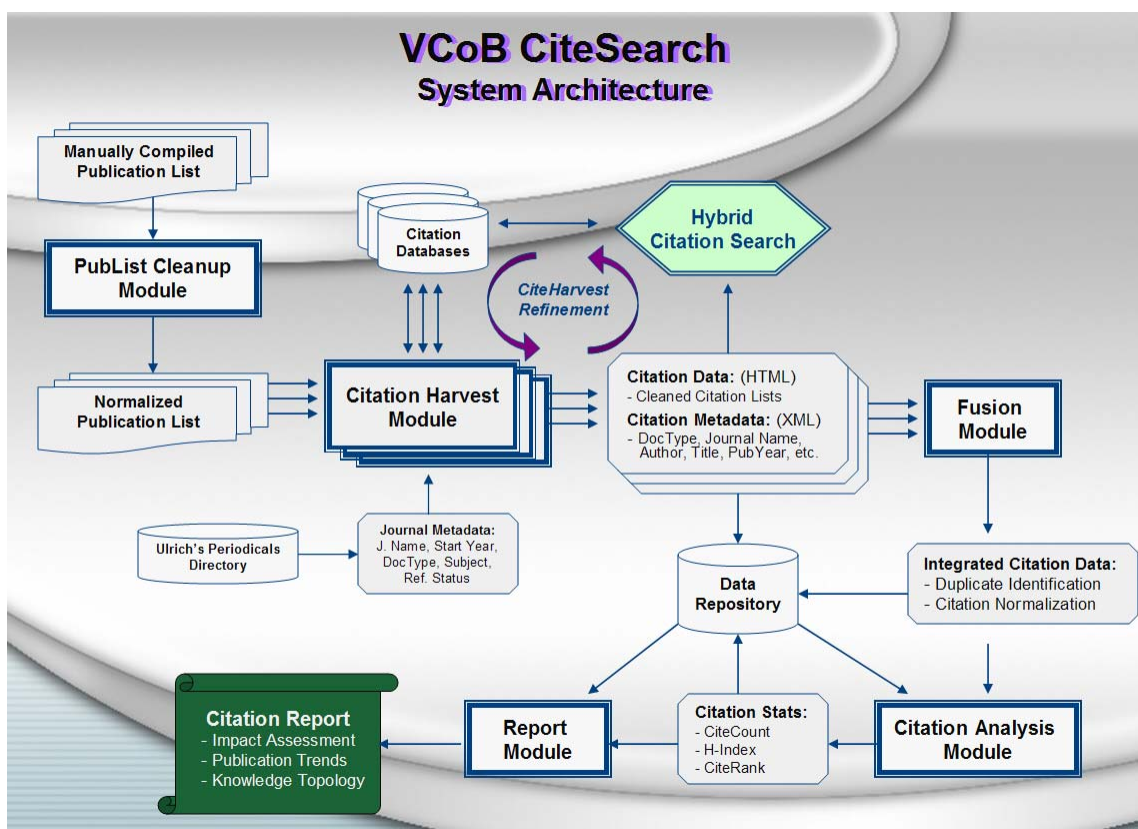 VCoB CiteSearch
System Architecture
Manually Compiled
Publication List
PubList Cleanup
Module
Normalized
Publication List
Citation
Databases
Hybrid
Citation Search
CiteHarvest
Refinement
Citation Harvest
Module
Citation Data: (HTML)
- Cleaned Citation Lists
Citation Metadata: (XML)
- DocType, Journal Name,
Author, Title, PubYear, etc.
Fusion
Module
Ulrich's Periodicals
Directory
Journal Metadata:
J. Name, Start Year,
DocType, Subject,
Ref. Status
Data
Repository
Integrated Citation Data:
- Duplicate Identification
- Citation Normalization
Citation Report
- Impact Assessment
- Publication Trends
- Knowledge Topology
Report
Module
Citation Stats:
- CiteCount
- H-Index
- CiteRank
Citation Analysis
Module